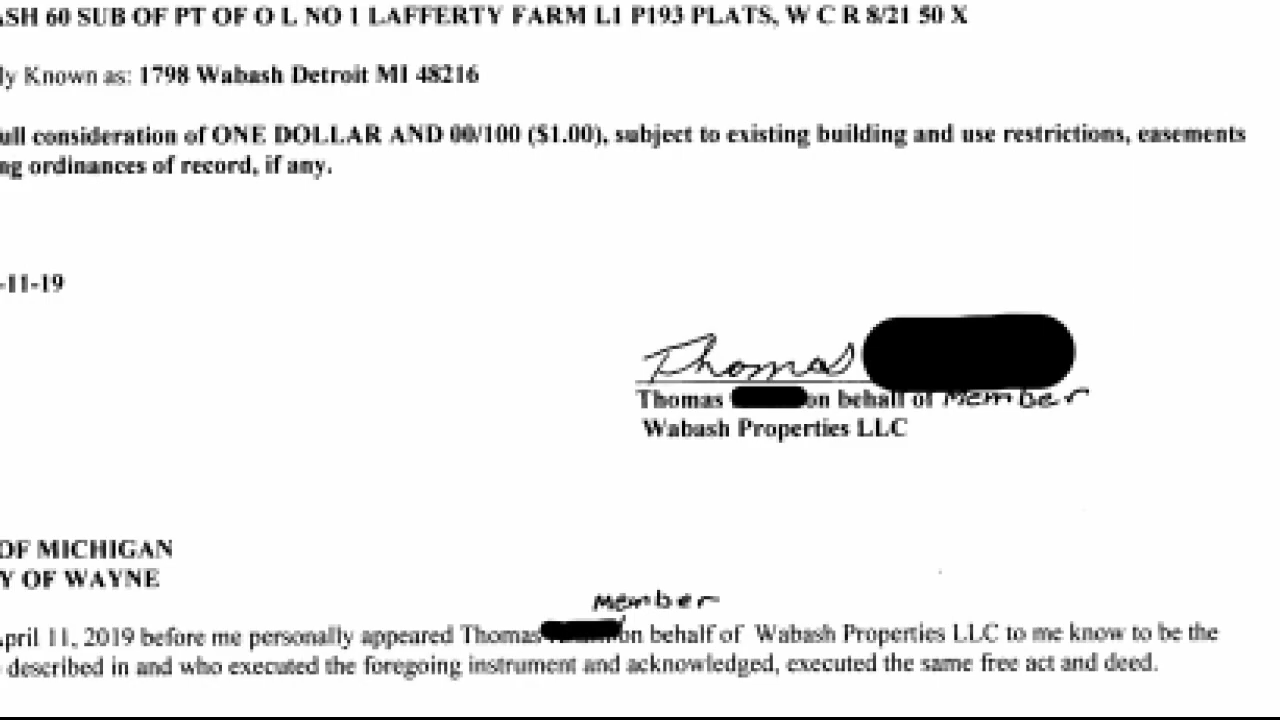 ASH 60 SUB OF PT OF O L NO 1 LAFFERTY FARM L1 P193 PLATS, W C R 8/21 50 X
ly Known as: 1798 Wabash Detroit MI 48216
ull consideration of ONE DOLLAR AND 00/100 ($1.00), subject to existing building and use restrictions, easements
ng ordinances of record, if any.
-11-19
Thomas
Thomas on behalf of member
Wabash Properties LLC
OF MICHIGAN
Y OF WAYNE
member
April 11, 2019 before me personally appeared Thomas on behalf of Wabash Properties LLC to me know to be the
described in and who executed the foregoing instrument and acknowledged, executed the same free act and deed.